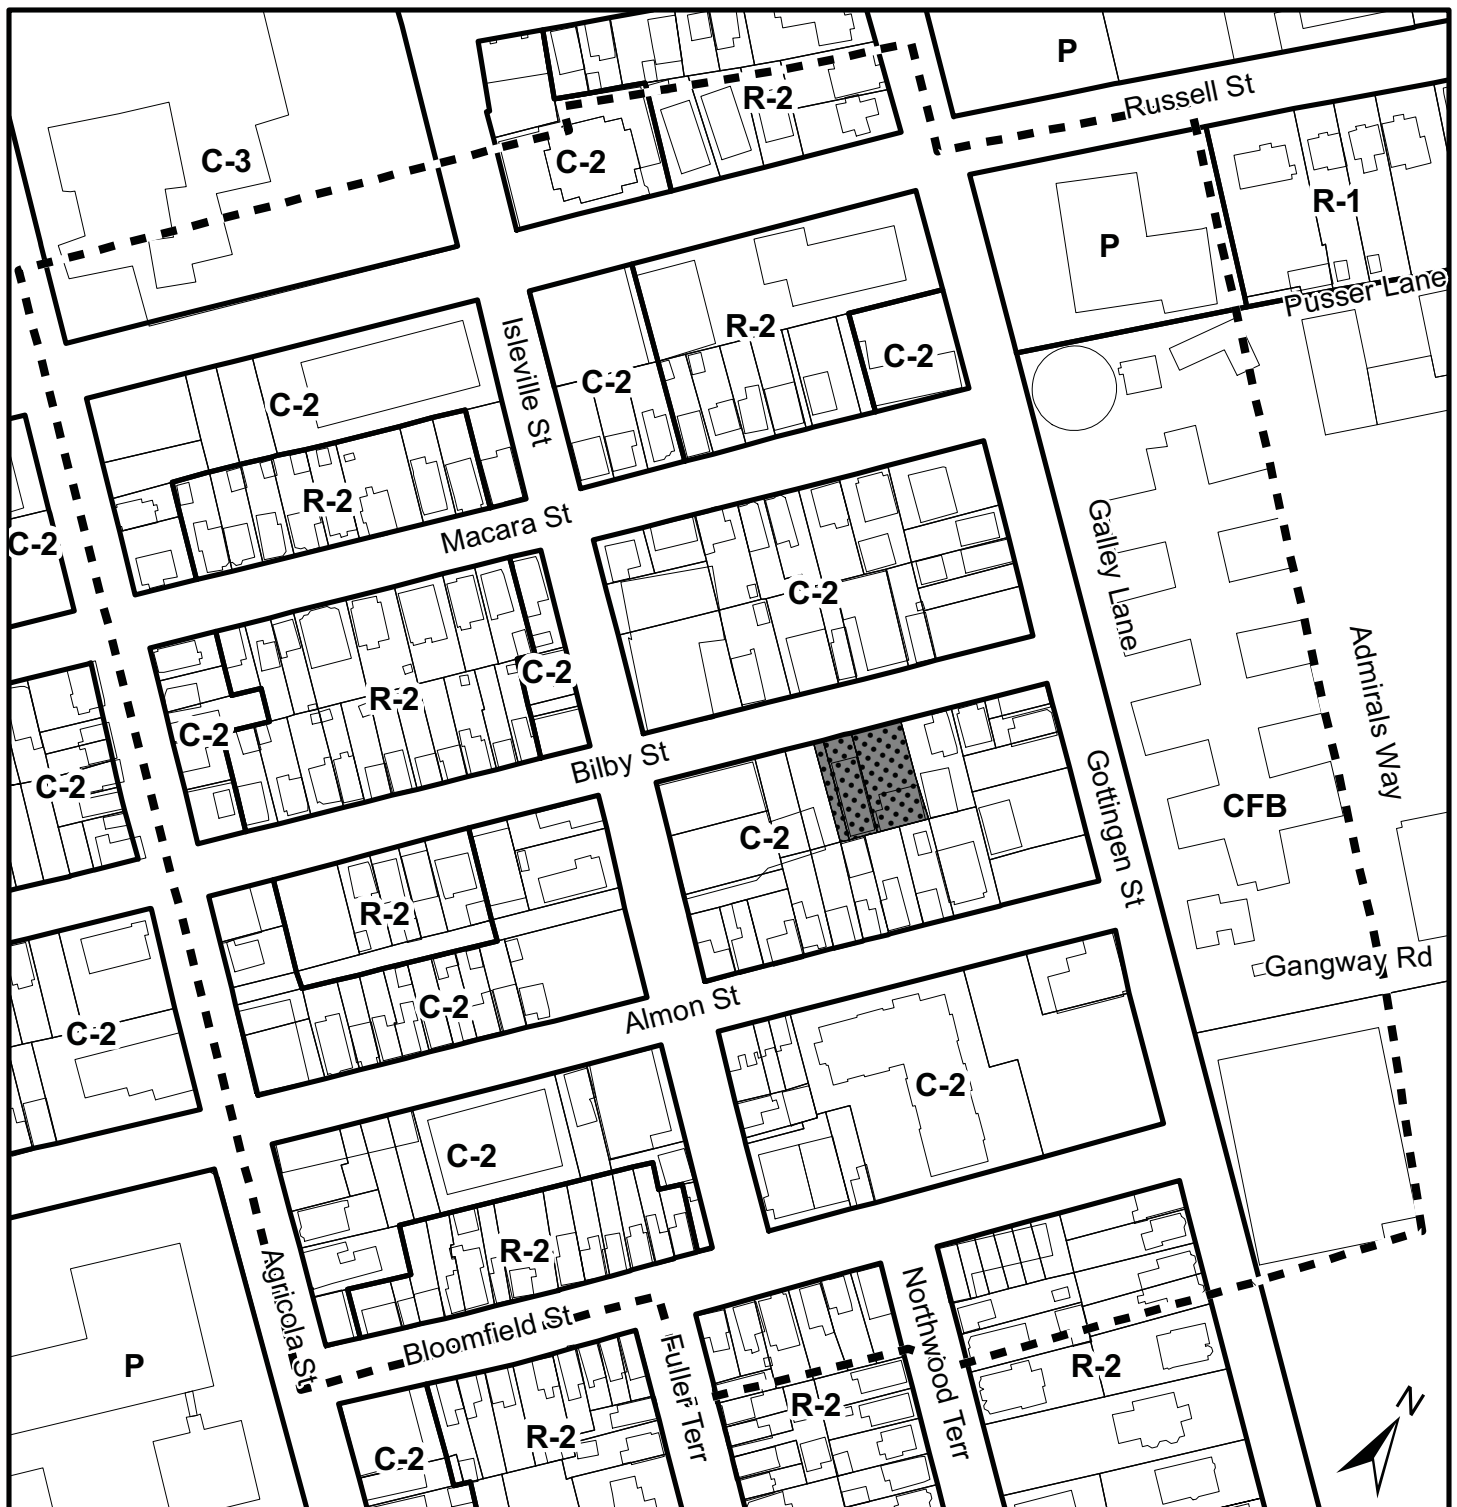 P
Russell St
R-2
C-3
C-2
R-1
P
Pusser Lane
Isleville St
R-2
C-2
C-2
C-2
R-2
Macara St
C-2
Galley Lane
C-2
Admirals Way
C-2
R-2
C-2
Bilby St
C-2
Gottingen St
CFB
C-2
R-2
Gangway Rd
C-2
Almon St
C-2
C-2
C-2
R-2
Agricola St
Bloomfield St
Fuller Terr
Northwood Terr
P
R-2
R-2
R-2
C-2
N